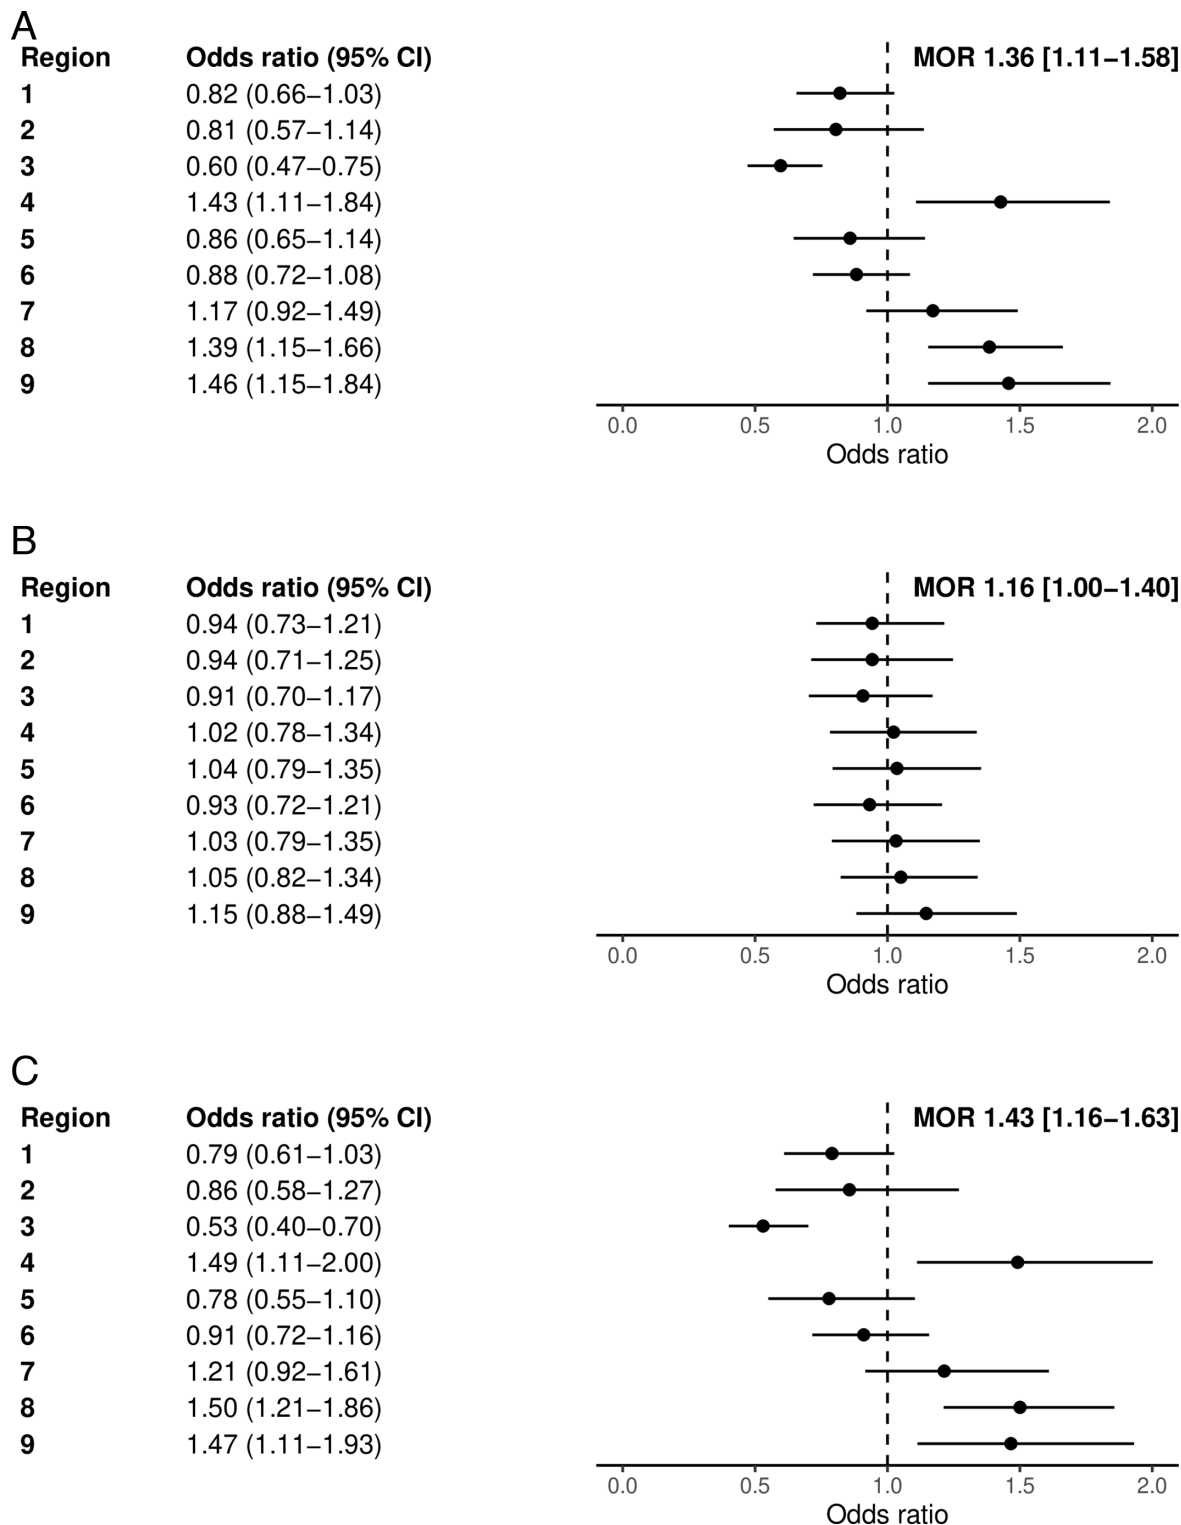 A
Region Odds ratio (95% CI) MOR 1.36 [1.11−1.58]
1 0.82 (0.66−1.03)
2 0.81 (0.57−1.14)
3 0.60 (0.47−0.75)
4 1.43 (1.11−1.84)
5 0.86 (0.65−1.14)
6 0.88 (0.72−1.08)
7 1.17 (0.92−1.49)
8 1.39 (1.15−1.66)
9 1.46 (1.15−1.84)
0.0 0.5 1.0 1.5 2.0
Odds ratio
B
Region Odds ratio (95% CI) MOR 1.16 [1.00−1.40]
1 0.94 (0.73−1.21)
2 0.94 (0.71−1.25)
3 0.91 (0.70−1.17)
4 1.02 (0.78−1.34)
5 1.04 (0.79−1.35)
6 0.93 (0.72−1.21)
7 1.03 (0.79−1.35)
8 1.05 (0.82−1.34)
9 1.15 (0.88−1.49)
0.0 0.5 1.0 1.5 2.0
Odds ratio
C
Region Odds ratio (95% CI) MOR 1.43 [1.16−1.63]
1 0.79 (0.61−1.03)
2 0.86 (0.58−1.27)
3 0.53 (0.40−0.70)
4 1.49 (1.11−2.00)
5 0.78 (0.55−1.10)
6 0.91 (0.72−1.16)
7 1.21 (0.92−1.61)
8 1.50 (1.21−1.86)
9 1.47 (1.11−1.93)
0.0 0.5 1.0 1.5 2.0
Odds ratio